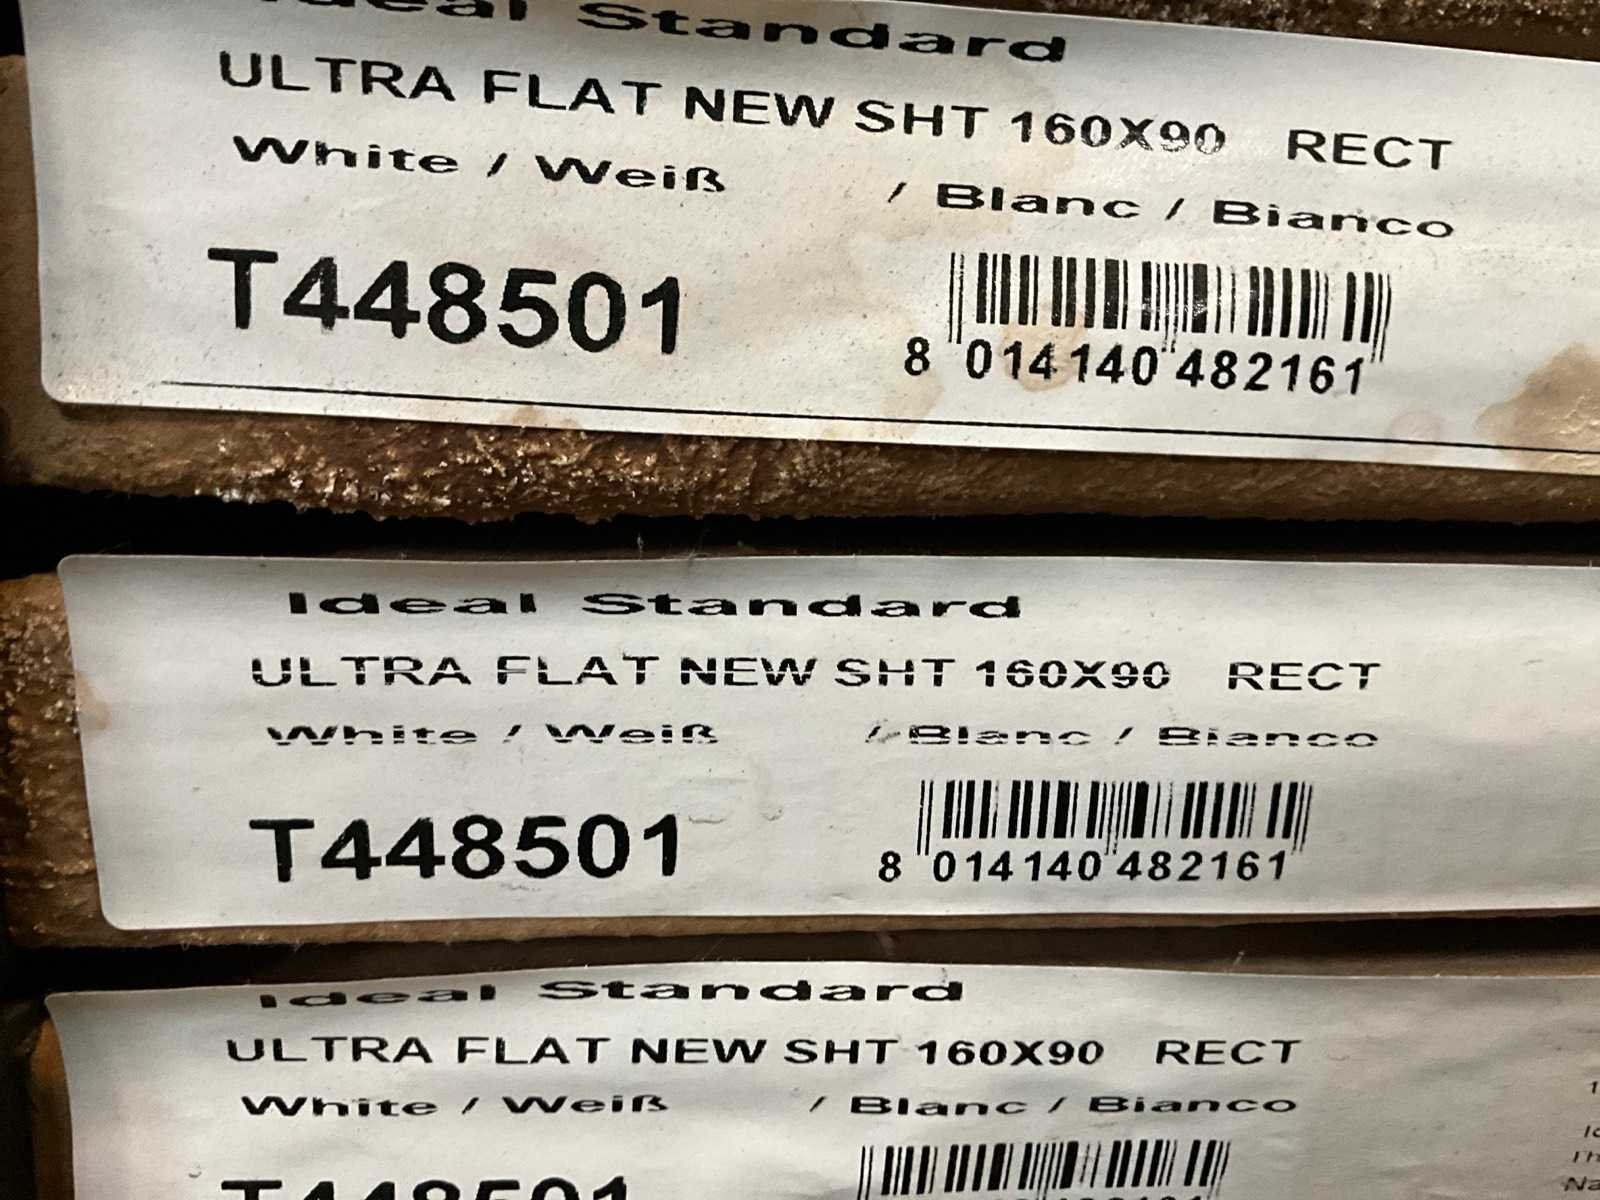 Ideal Standard
ULTRA FLAT NEW SHT 160X90 RECT
White / Weiß / Blanc / Bianco
T448501
8 014140 482161
Ideal Standard
ULTRA FLAT NEW SHT 160X90 RECT
White / Weiß / Blanc / Bianco
T448501
8 014140 482161
Ideal Standard
ULTRA FLAT NEW SHT 160X90 RECT
White / Weiß / Blanc / Bianco
T448501